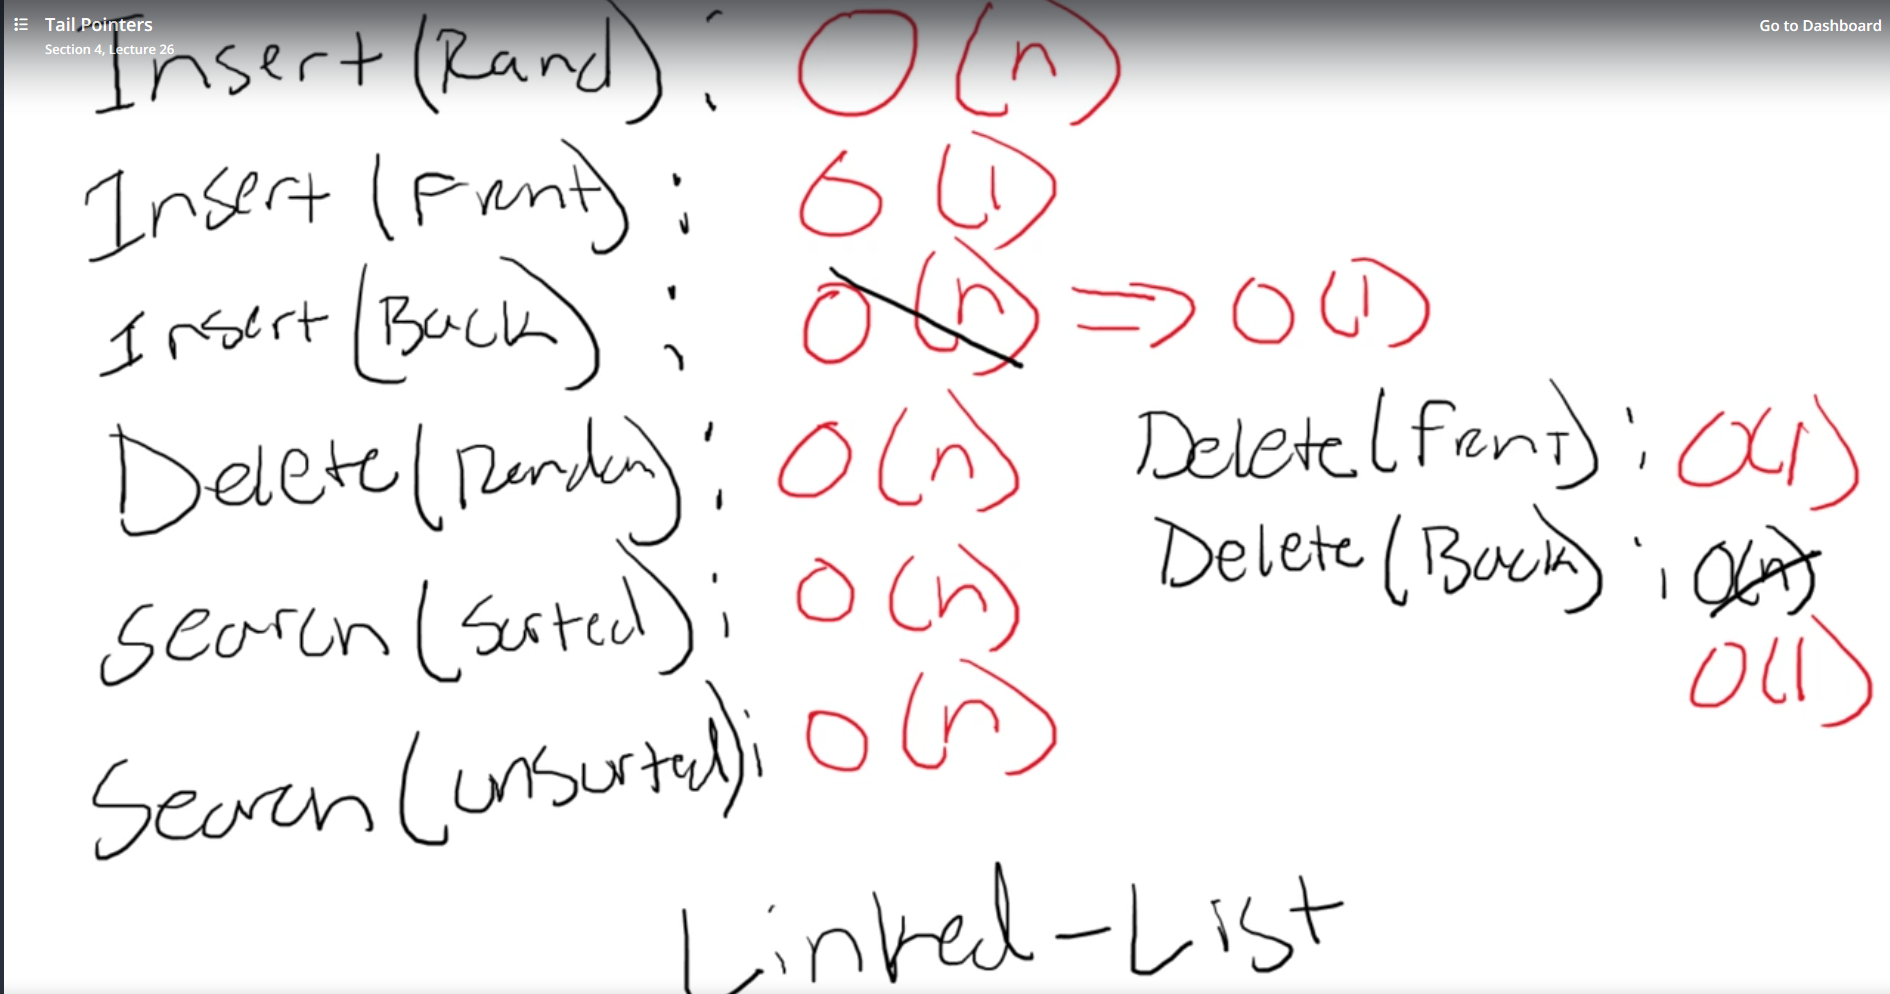 Tail Pointers
Go to Dashboard
Section 4, Lecture 26
Insert (Rand) : O(n)
Insert (Frnt) : O(1)
Insert (Back) : O(n) => O(1)
Delete (Random) : O(n)
Delete (Frnt) : O(1)
Delete (Back) : O(n)
O(1)
Search (Sorted) : O(n)
Search (unsorted) : O(n)
Linked-List